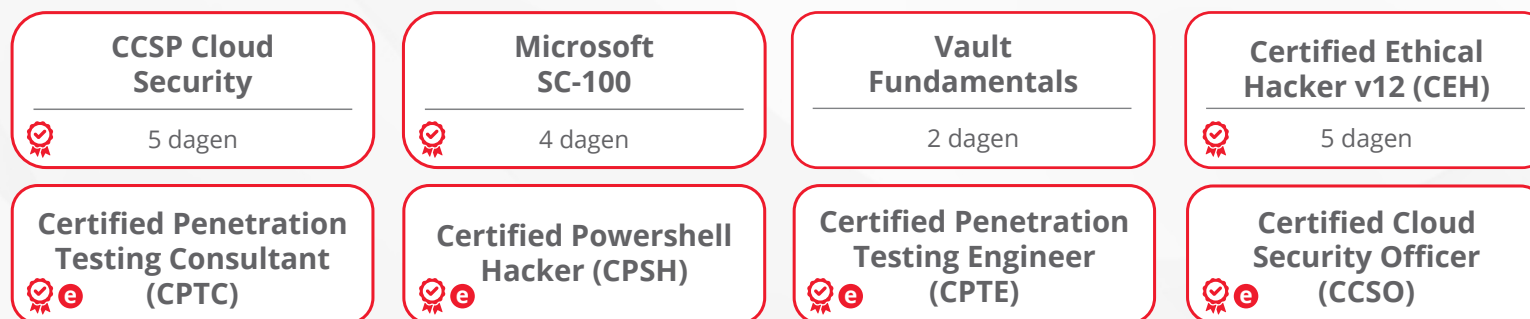 CCSP Cloud
Security
5 dagen
Microsoft
SC-100
4 dagen
Vault
Fundamentals
2 dagen
Certified Ethical
Hacker v12 (CEH)
5 dagen
Certified Penetration
Testing Consultant
(CPTC)
e
Certified Powershell
Hacker (CPSH)
e
Certified Penetration
Testing Engineer
(CPTE)
e
Certified Cloud
Security Officer
(CCSO)
e